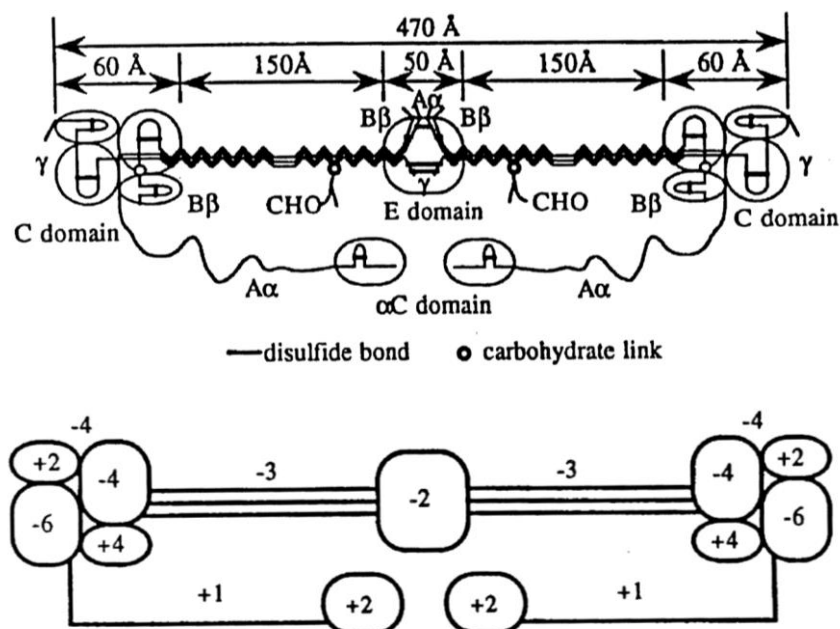 470 Å
60 Å 150Å 50 Å 150Å 60 Å
Aα
Bβ Bβ
γ γ γ
CHO CHO
Bβ E domain Bβ
C domain C domain
Aα αC domain Aα
disulfide bond carbohydrate link
-4 -4
+2 -4 -3 -3 -4 +2
-6 -2 -6
+4 +4
+1 +2 +2 +1